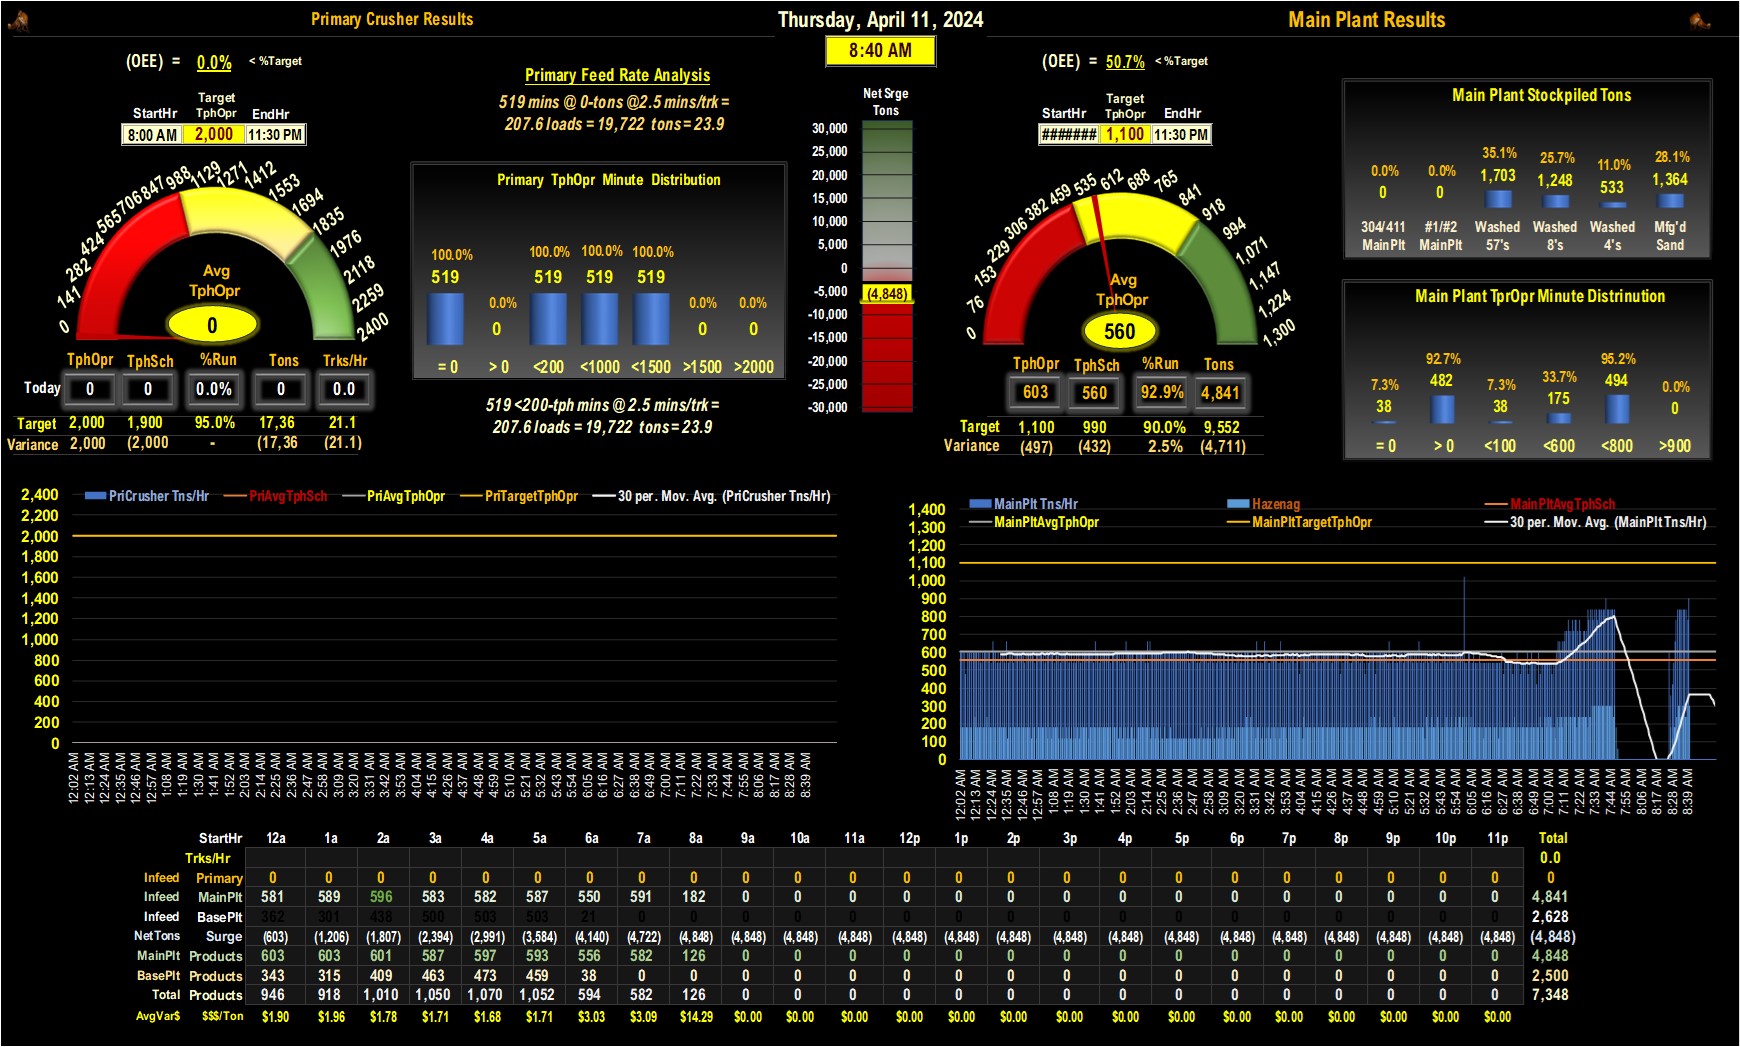 Primary Crusher Results
Thursday, April 11, 2024
Main Plant Results
8:40 AM
(OEE) = 0.0% < %Target
Target
StartHr TphOpr EndHr
8:00 AM 2,000 11:30 PM
0 141 282 424 565 706 847 988 1129 1271 1412 1553 1694 1835 1976 2118 2259 2400
Avg
TphOpr
0
TphOpr TphSch %Run Tons Trks/Hr
Today 0 0 0.0% 0 0.0
Target 2,000 1,900 95.0% 17,36 21.1
Variance 2,000 (2,000 - (17,36 (21.1)
Primary Feed Rate Analysis
519 mins @ 0-tons @2.5 mins/trk =
207.6 loads = 19,722 tons = 23.9
Primary TphOpr Minute Distribution
100.0% 0.0% 100.0% 100.0% 100.0% 0.0% 0.0%
519 0 519 519 519 0 0
= 0 > 0 <200 <1000 <1500 >1500 >2000
519 <200-tph mins @ 2.5 mins/trk =
207.6 loads = 19,722 tons = 23.9
Net Srge
Tons
30,000
25,000
20,000
15,000
10,000
5,000
0
-5,000
(4,848)
-10,000
-15,000
-20,000
-25,000
-30,000
(OEE) = 50.7% < %Target
Target
StartHr TphOpr EndHr
####### 1,100 11:30 PM
0 76 153 229 306 382 459 535 612 688 765 841 918 994 1,071 1,147 1,224 1,300
Avg
TphOpr
560
TphOpr TphSch %Run Tons
603 560 92.9% 4,841
Target 1,100 990 90.0% 9,552
Variance (497) (432) 2.5% (4,711)
Main Plant Stockpiled Tons
0.0% 0.0% 35.1% 25.7% 11.0% 28.1%
0 0 1,703 1,248 533 1,364
304/411 #1/#2 Washed Washed Washed Mfg'd
MainPlt MainPlt 57's 8's 4's Sand
Main Plant TprOpr Minute Distrinution
7.3% 92.7% 7.3% 33.7% 95.2% 0.0%
38 482 38 175 494 0
= 0 > 0 <100 <600 <800 >900
PriCrusher Tns/Hr PriAvgTphSch PriAvgTphOpr PriTargetTphOpr 30 per. Mov. Avg. (PriCrusher Tns/Hr)
2,400
2,200
2,000
1,800
1,600
1,400
1,200
1,000
800
600
400
200
0
12:02 AM 12:13 AM 12:24 AM 12:35 AM 12:46 AM 12:57 AM 1:08 AM 1:19 AM 1:30 AM 1:41 AM 1:52 AM 2:03 AM 2:14 AM 2:25 AM 2:36 AM 2:47 AM 2:58 AM 3:09 AM 3:20 AM 3:31 AM 3:42 AM 3:53 AM 4:04 AM 4:15 AM 4:26 AM 4:37 AM 4:48 AM 4:59 AM 5:10 AM 5:21 AM 5:32 AM 5:43 AM 5:54 AM 6:05 AM 6:16 AM 6:27 AM 6:38 AM 6:49 AM 7:00 AM 7:11 AM 7:22 AM 7:33 AM 7:44 AM 7:55 AM 8:06 AM 8:17 AM 8:28 AM 8:39 AM
MainPlt Tns/Hr Hazenag MainPltAvgTphSch
MainPltAvgTphOpr MainPltTargetTphOpr 30 per. Mov. Avg. (MainPlt Tns/Hr)
1,400
1,300
1,200
1,100
1,000
900
800
700
600
500
400
300
200
100
0
12:02 AM 12:13 AM 12:24 AM 12:35 AM 12:46 AM 12:57 AM 1:08 AM 1:19 AM 1:30 AM 1:41 AM 1:52 AM 2:03 AM 2:14 AM 2:25 AM 2:36 AM 2:47 AM 2:58 AM 3:09 AM 3:20 AM 3:31 AM 3:42 AM 3:53 AM 4:04 AM 4:15 AM 4:26 AM 4:37 AM 4:48 AM 4:59 AM 5:10 AM 5:21 AM 5:32 AM 5:43 AM 5:54 AM 6:05 AM 6:16 AM 6:27 AM 6:38 AM 6:49 AM 7:00 AM 7:11 AM 7:22 AM 7:33 AM 7:44 AM 7:55 AM 8:06 AM 8:17 AM 8:28 AM 8:39 AM
StartHr 12a 1a 2a 3a 4a 5a 6a 7a 8a 9a 10a 11a 12p 1p 2p 3p 4p 5p 6p 7p 8p 9p 10p 11p Total
Trks/Hr 0.0
Infeed Primary 0 0 0 0 0 0 0 0 0 0 0 0 0 0 0 0 0 0 0 0 0 0 0 0 0
Infeed MainPlt 581 589 596 583 582 587 550 591 182 0 0 0 0 0 0 0 0 0 0 0 0 0 0 0 4,841
Infeed BasePlt 362 301 438 500 503 503 21 0 0 0 0 0 0 0 0 0 0 0 0 0 0 0 0 0 2,628
NetTons Surge (603) (1,206) (1,807) (2,394) (2,991) (3,584) (4,140) (4,722) (4,848) (4,848) (4,848) (4,848) (4,848) (4,848) (4,848) (4,848) (4,848) (4,848) (4,848) (4,848) (4,848) (4,848) (4,848) (4,848) (4,848)
MainPlt Products 603 603 601 587 597 593 556 582 126 0 0 0 0 0 0 0 0 0 0 0 0 0 0 0 4,848
BasePlt Products 343 315 409 463 473 459 38 0 0 0 0 0 0 0 0 0 0 0 0 0 0 0 0 0 2,500
Total Products 946 918 1,010 1,050 1,070 1,052 594 582 126 0 0 0 0 0 0 0 0 0 0 0 0 0 0 0 7,348
AvgVar$ $$$/Ton $1.90 $1.96 $1.78 $1.71 $1.68 $1.71 $3.03 $3.09 $14.29 $0.00 $0.00 $0.00 $0.00 $0.00 $0.00 $0.00 $0.00 $0.00 $0.00 $0.00 $0.00 $0.00 $0.00 $0.00